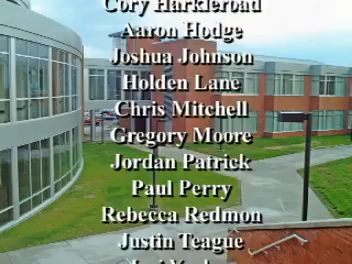 Cory Harkleroad
Aaron Hodge
Joshua Johnson
Holden Lane
Chris Mitchell
Gregory Moore
Jordan Patrick
Paul Perry
Rebecca Redmon
Justin Teague